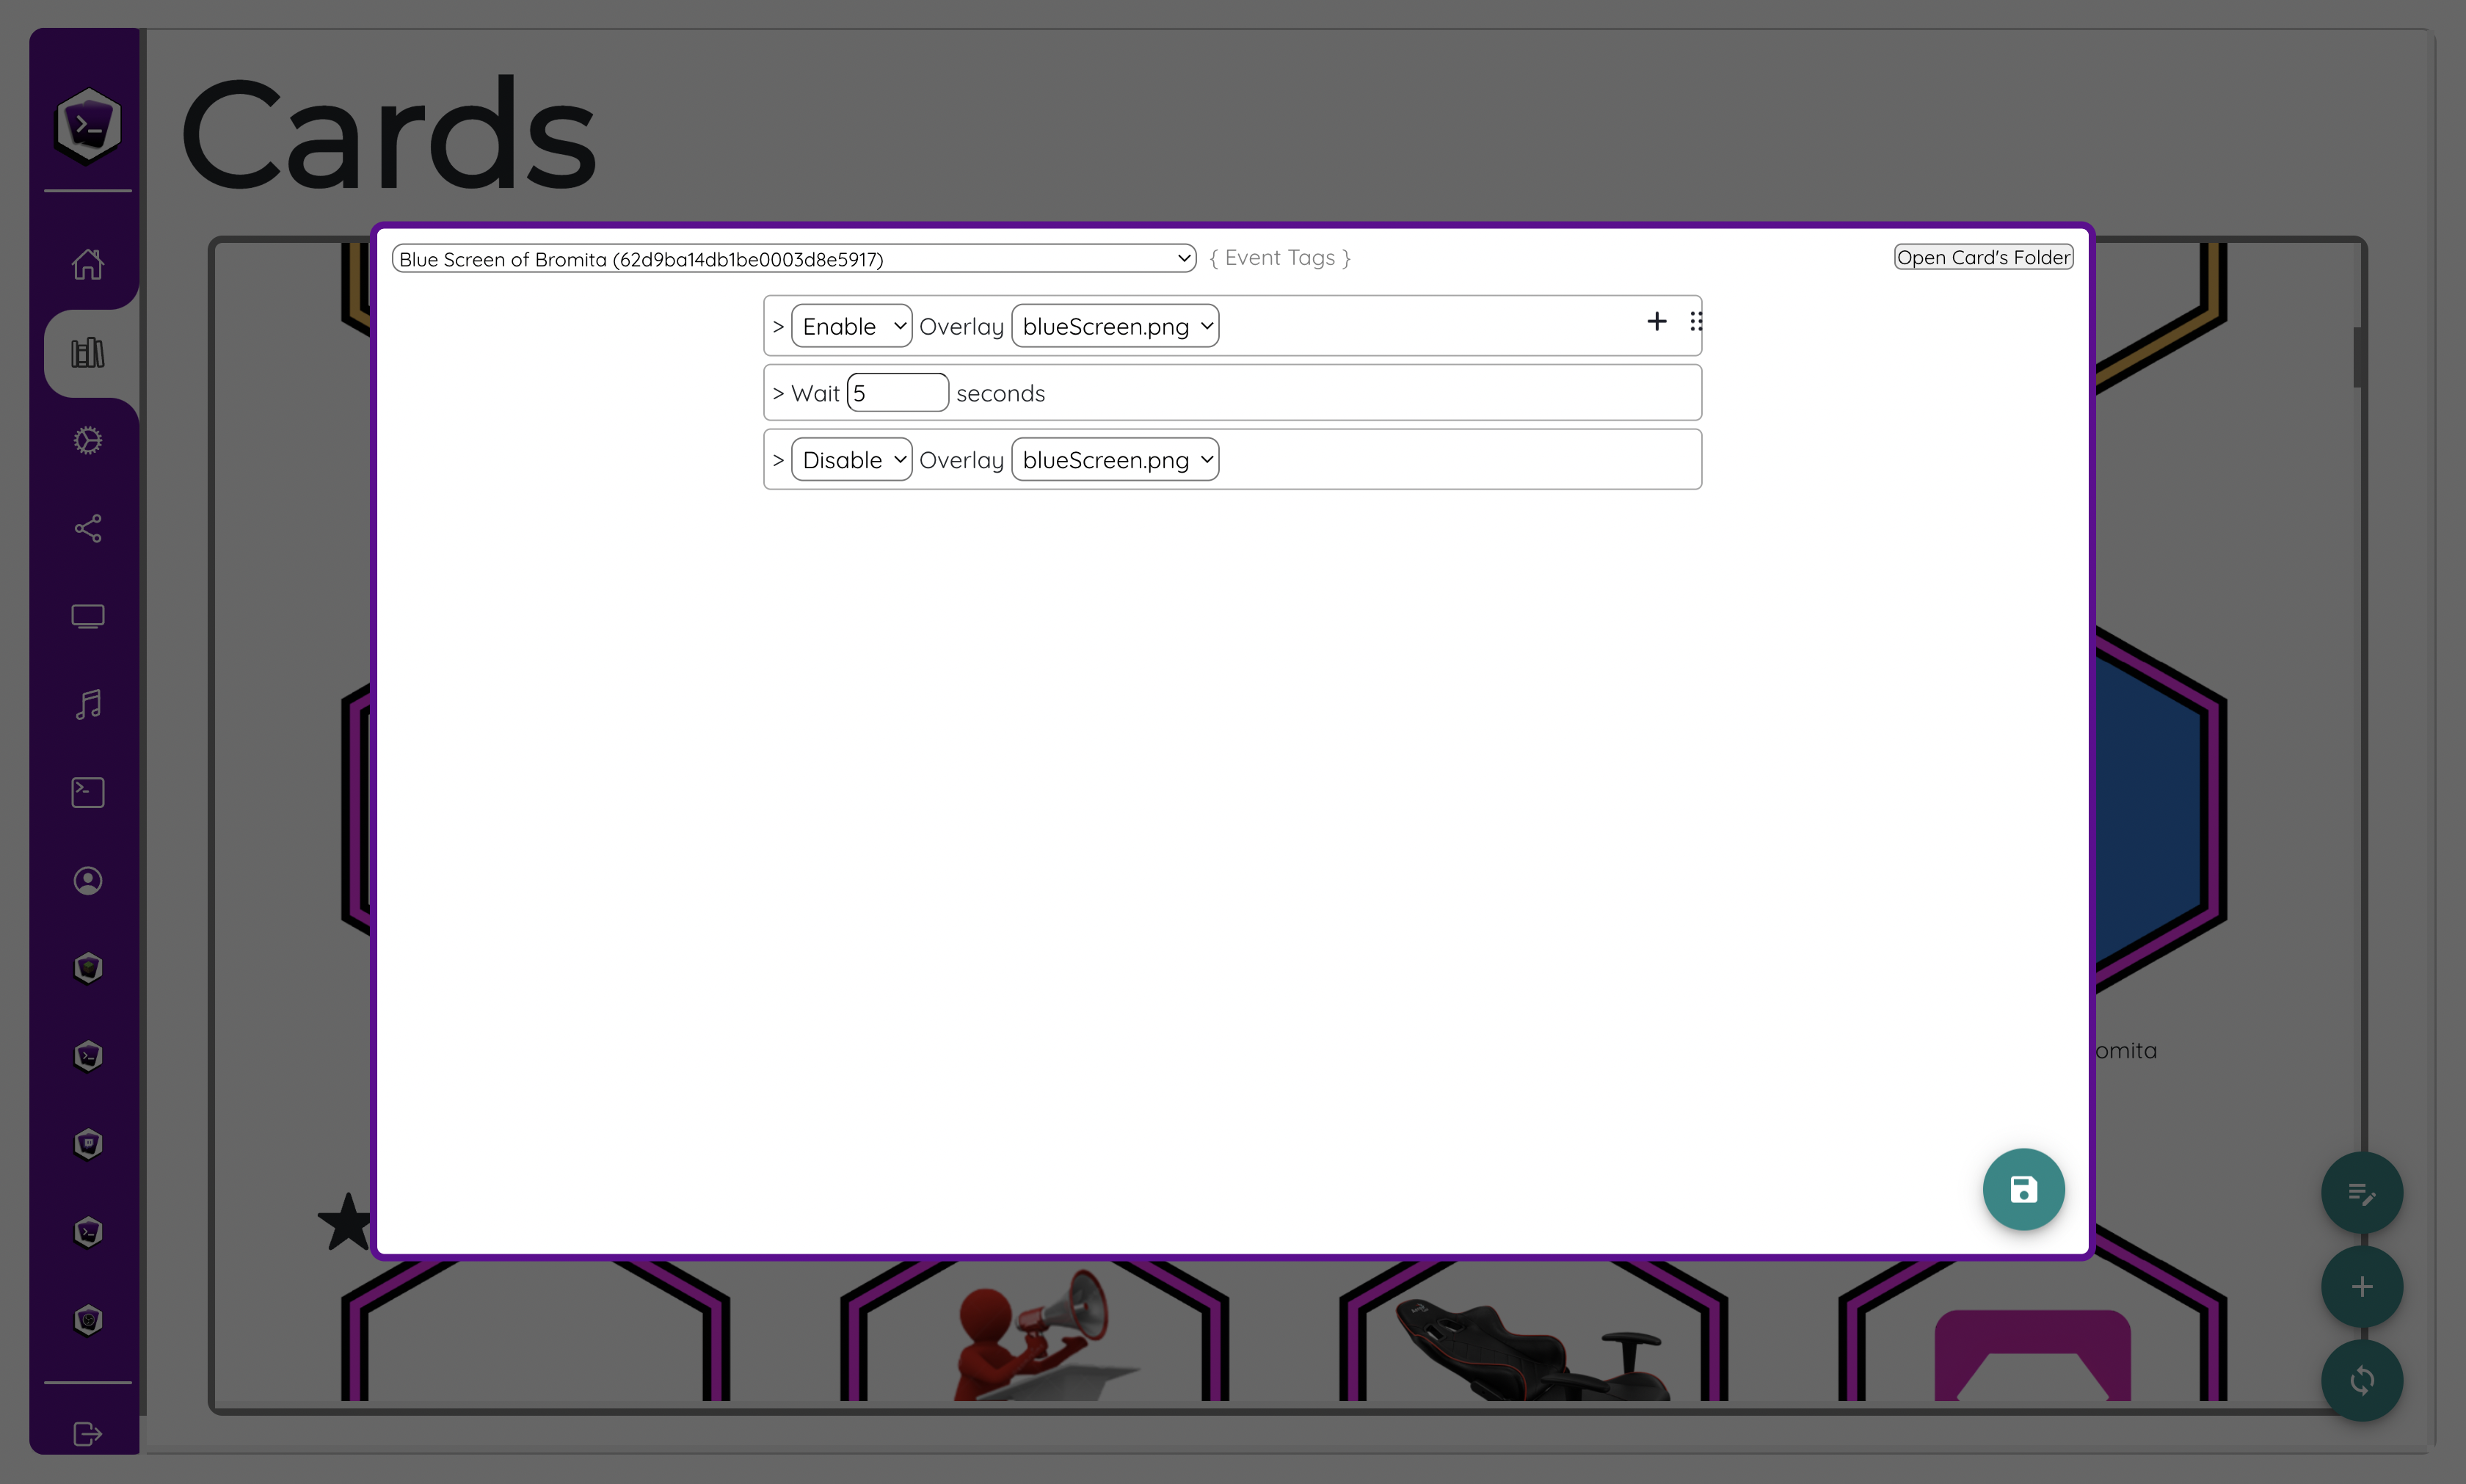 Cards
Blue Screen of Bromita (62d9ba14db1be0003d8e5917) { Event Tags } Open Card's Folder
> Enable Overlay blueScreen.png +
> Wait 5 seconds
> Disable Overlay blueScreen.png
omita